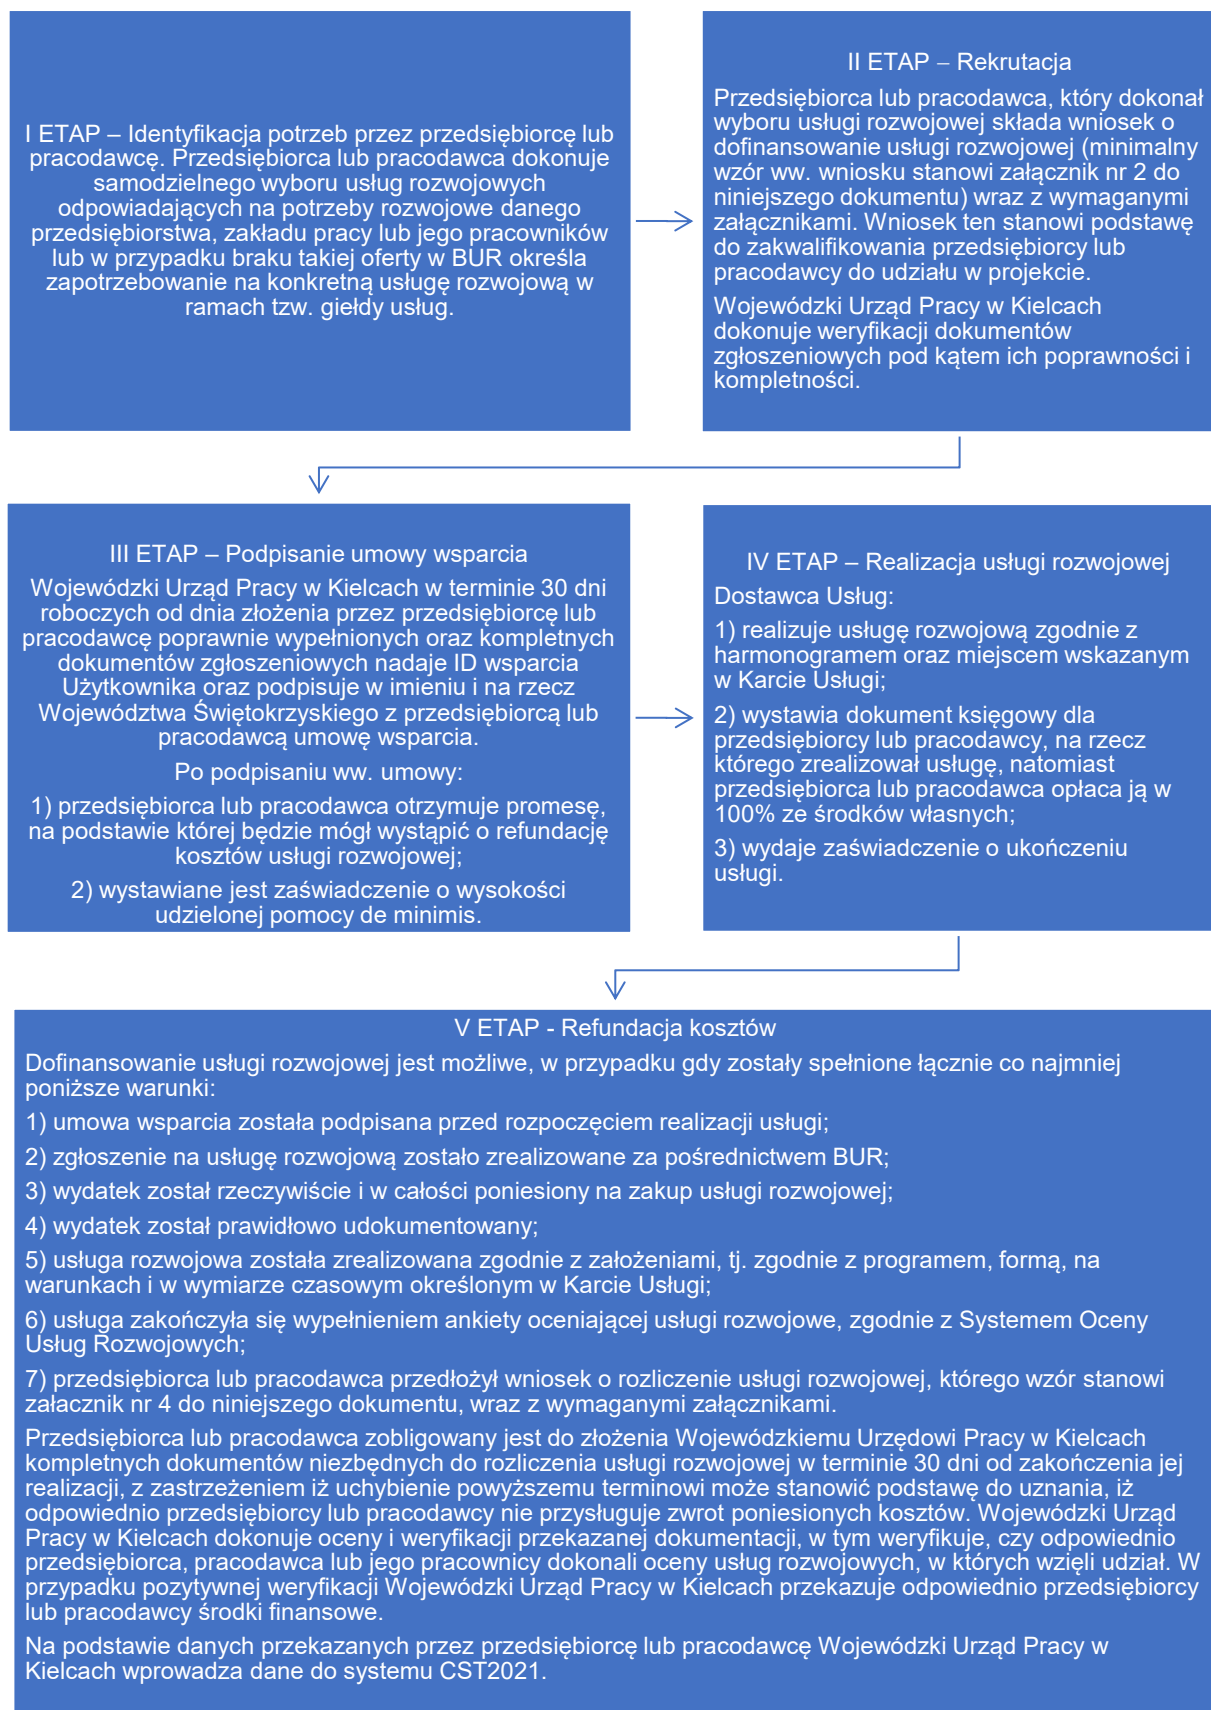 I ETAP – Identyfikacja potrzeb przez przedsiębiorcę lub
pracodawcę. Przedsiębiorca lub pracodawca dokonuje
samodzielnego wyboru usług rozwojowych
odpowiadających na potrzeby rozwojowe danego
przedsiębiorstwa, zakładu pracy lub jego pracowników
lub w przypadku braku takiej oferty w BUR określa
zapotrzebowanie na konkretną usługę rozwojową w
ramach tzw. giełdy usług.
II ETAP – Rekrutacja
Przedsiębiorca lub pracodawca, który dokonał
wyboru usługi rozwojowej składa wniosek o
dofinansowanie usługi rozwojowej (minimalny
wzór ww. wniosku stanowi załącznik nr 2 do
niniejszego dokumentu) wraz z wymaganymi
załącznikami. Wniosek ten stanowi podstawę
do zakwalifikowania przedsiębiorcy lub
pracodawcy do udziału w projekcie.
Wojewódzki Urząd Pracy w Kielcach
dokonuje weryfikacji dokumentów
zgłoszeniowych pod kątem ich poprawności i
kompletności.
III ETAP – Podpisanie umowy wsparcia
Wojewódzki Urząd Pracy w Kielcach w terminie 30 dni
roboczych od dnia złożenia przez przedsiębiorcę lub
pracodawcę poprawnie wypełnionych oraz kompletnych
dokumentów zgłoszeniowych nadaje ID wsparcia
Użytkownika oraz podpisuje w imieniu i na rzecz
Województwa Świętokrzyskiego z przedsiębiorcą lub
pracodawcą umowę wsparcia.
Po podpisaniu ww. umowy:
1) przedsiębiorca lub pracodawca otrzymuje promesę,
na podstawie której będzie mógł wystąpić o refundację
kosztów usługi rozwojowej;
2) wystawiane jest zaświadczenie o wysokości
udzielonej pomocy de minimis.
IV ETAP – Realizacja usługi rozwojowej
Dostawca Usług:
1) realizuje usługę rozwojową zgodnie z
harmonogramem oraz miejscem wskazanym
w Karcie Usługi;
2) wystawia dokument księgowy dla
przedsiębiorcy lub pracodawcy, na rzecz
którego zrealizował usługę, natomiast
przedsiębiorca lub pracodawca opłaca ją w
100% ze środków własnych;
3) wydaje zaświadczenie o ukończeniu
usługi.
V ETAP - Refundacja kosztów
Dofinansowanie usługi rozwojowej jest możliwe, w przypadku gdy zostały spełnione łącznie co najmniej
poniższe warunki:
1) umowa wsparcia została podpisana przed rozpoczęciem realizacji usługi;
2) zgłoszenie na usługę rozwojową zostało zrealizowane za pośrednictwem BUR;
3) wydatek został rzeczywiście i w całości poniesiony na zakup usługi rozwojowej;
4) wydatek został prawidłowo udokumentowany;
5) usługa rozwojowa została zrealizowana zgodnie z założeniami, tj. zgodnie z programem, formą, na
warunkach i w wymiarze czasowym określonym w Karcie Usługi;
6) usługa zakończyła się wypełnieniem ankiety oceniającej usługi rozwojowe, zgodnie z Systemem Oceny
Usług Rozwojowych;
7) przedsiębiorca lub pracodawca przedłożył wniosek o rozliczenie usługi rozwojowej, którego wzór stanowi
załacznik nr 4 do niniejszego dokumentu, wraz z wymaganymi załącznikami.
Przedsiębiorca lub pracodawca zobligowany jest do złożenia Wojewódzkiemu Urzędowi Pracy w Kielcach
kompletnych dokumentów niezbędnych do rozliczenia usługi rozwojowej w terminie 30 dni od zakończenia jej
realizacji, z zastrzeżeniem iż uchybienie powyższemu terminowi może stanowić podstawę do uznania, iż
odpowiednio przedsiębiorcy lub pracodawcy nie przysługuje zwrot poniesionych kosztów. Wojewódzki Urząd
Pracy w Kielcach dokonuje oceny i weryfikacji przekazanej dokumentacji, w tym weryfikuje, czy odpowiednio
przedsiębiorca, pracodawca lub jego pracownicy dokonali oceny usług rozwojowych, w których wzięli udział. W
przypadku pozytywnej weryfikacji Wojewódzki Urząd Pracy w Kielcach przekazuje odpowiednio przedsiębiorcy
lub pracodawcy środki finansowe.
Na podstawie danych przekazanych przez przedsiębiorcę lub pracodawcę Wojewódzki Urząd Pracy w
Kielcach wprowadza dane do systemu CST2021.